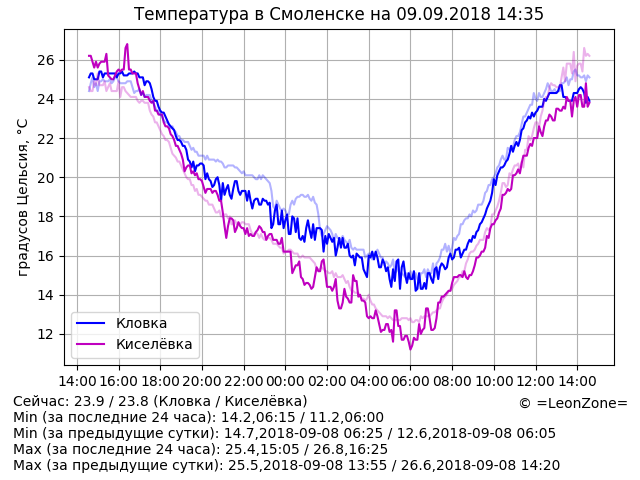 Температура в Смоленске на 09.09.2018 14:35
градусов Цельсия, °C
26
24
22
20
18
16
14
12
Кловка
Киселёвка
14:00 16:00 18:00 20:00 22:00 00:00 02:00 04:00 06:00 08:00 10:00 12:00 14:00
Сейчас: 23.9 / 23.8 (Кловка / Киселёвка)
© =LeonZone=
Min (за последние 24 часа): 14.2,06:15 / 11.2,06:00
Min (за предыдущие сутки): 14.7,2018-09-08 06:25 / 12.6,2018-09-08 06:05
Max (за последние 24 часа): 25.4,15:05 / 26.8,16:25
Max (за предыдущие сутки): 25.5,2018-09-08 13:55 / 26.6,2018-09-08 14:20